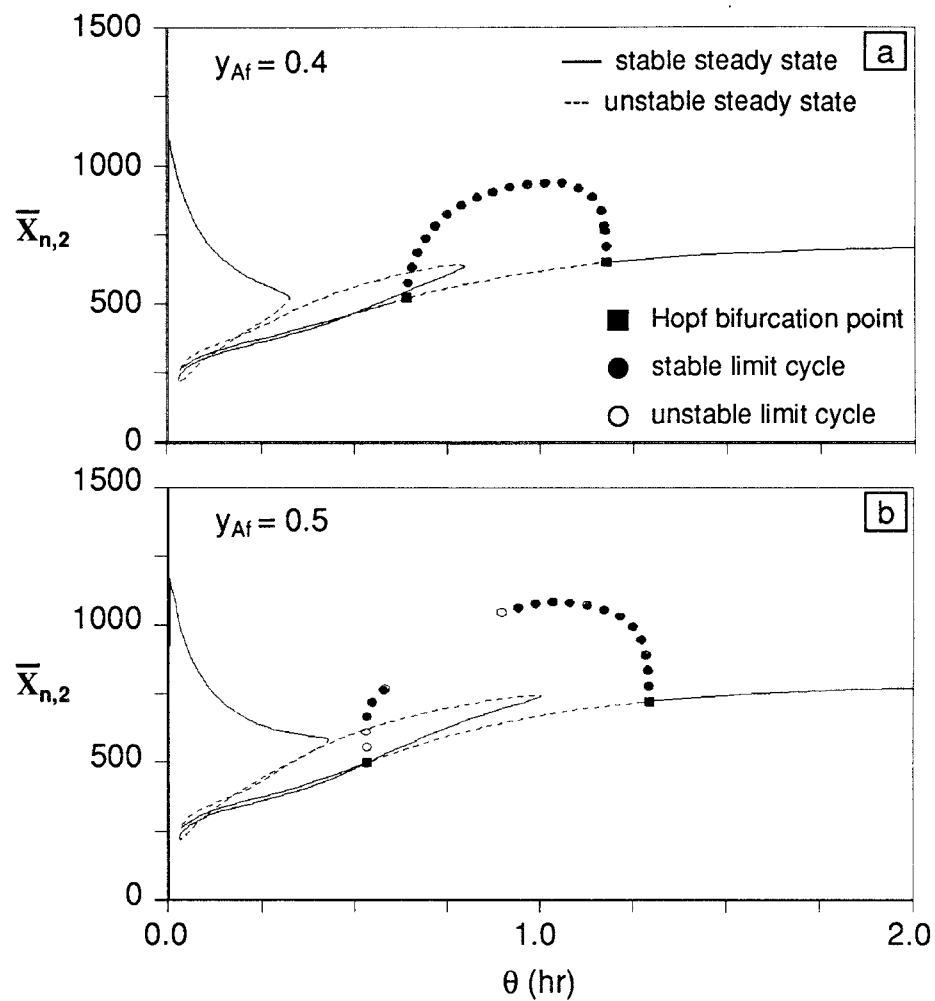 1500
y_Af = 0.4
a
stable steady state
unstable steady state
1000
X̿n,2
500
Hopf bifurcation point
stable limit cycle
unstable limit cycle
0
1500
y_Af = 0.5
b
1000
X̿n,2
500
0
0.0 1.0 2.0
θ (hr)